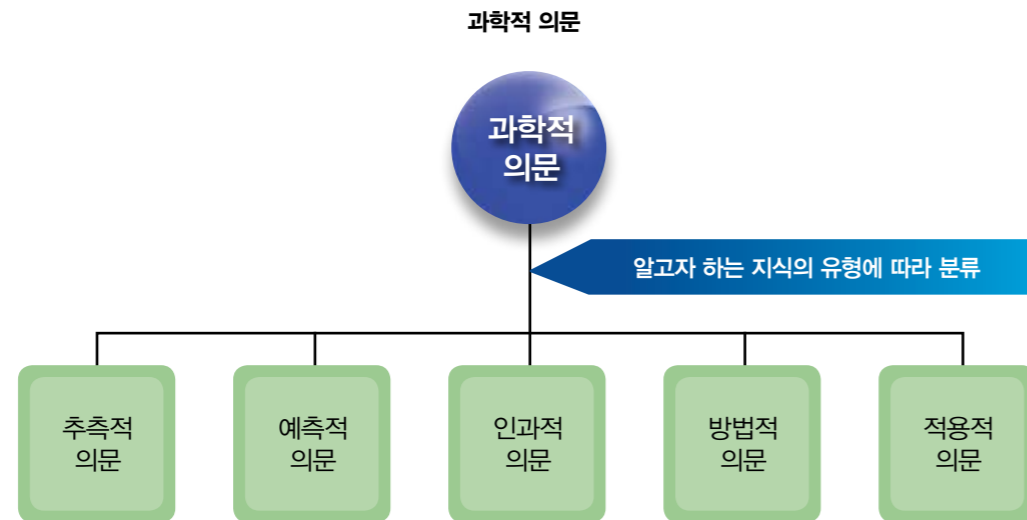 과학적 의문
과학적
의문
알고자 하는 지식의 유형에 따라 분류
추측적
의문
예측적
의문
인과적
의문
방법적
의문
적용적
의문